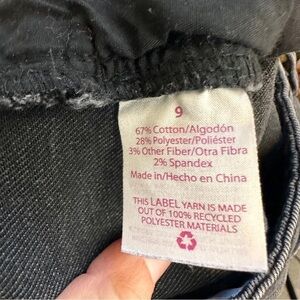 9
67% Cotton/Algodón
28% Polyester/Poliéster
3% Other Fiber/Otra Fibra
2% Spandex
Made in/Hecho en China
THIS LABEL YARN IS MADE
OUT OF 100% RECYCLED
POLYESTER MATERIALS